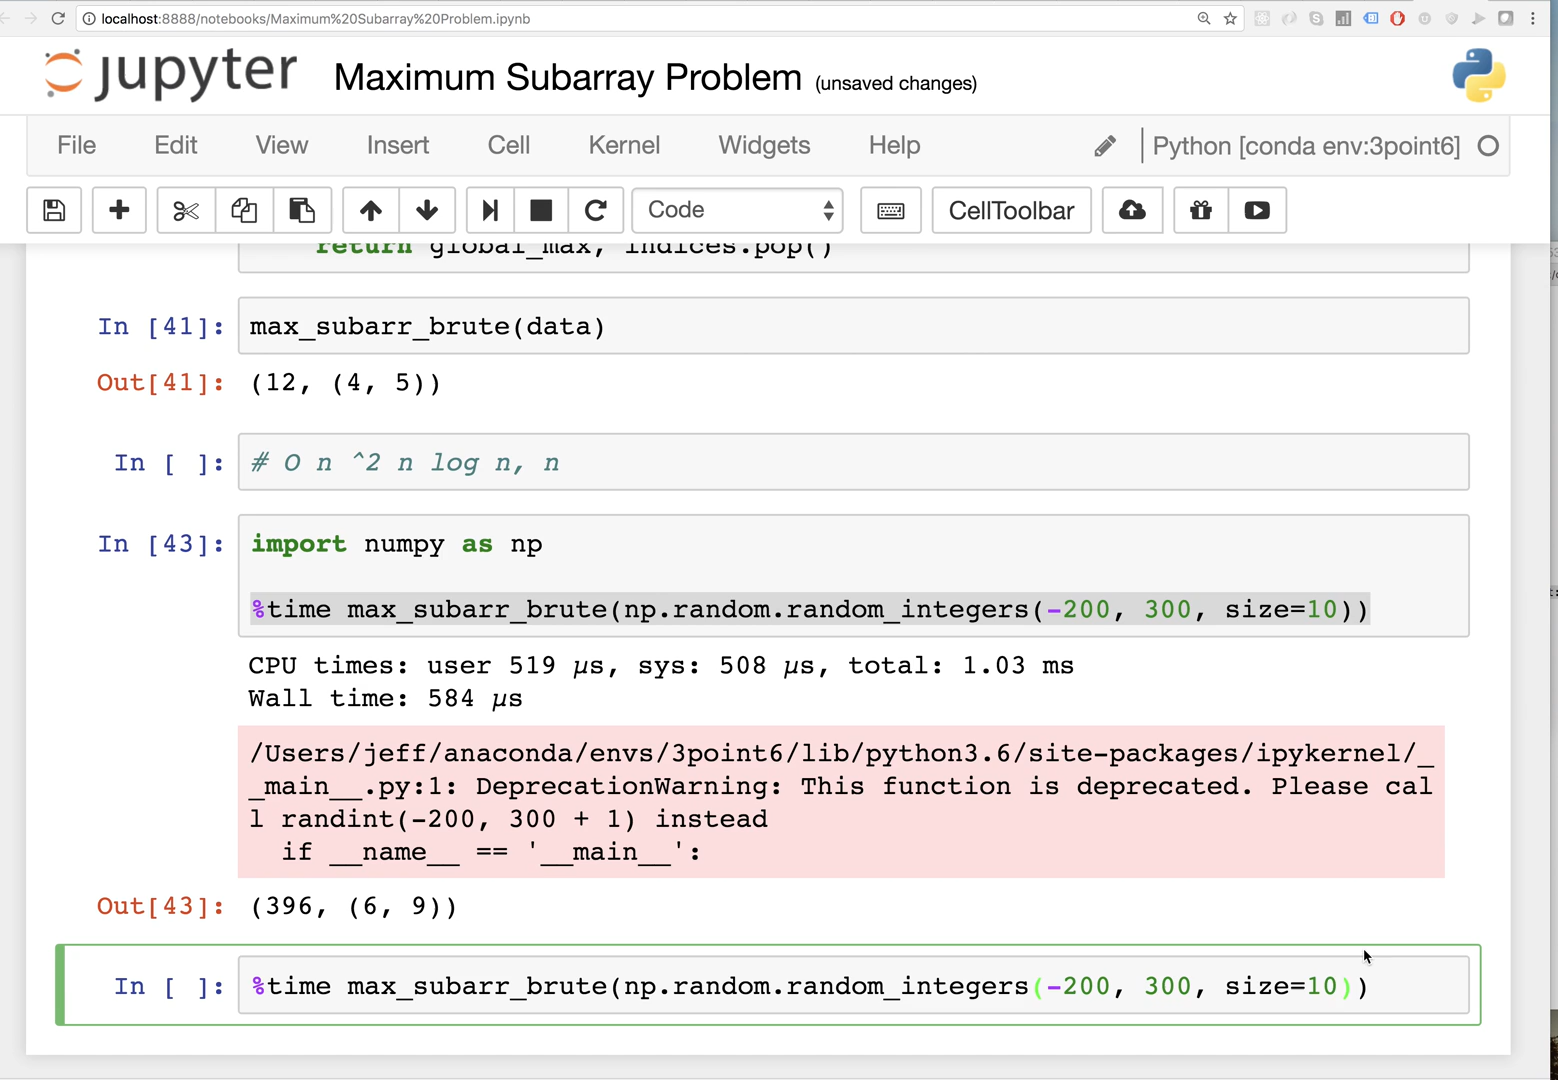 localhost:8888/notebooks/Maximum%20Subarray%20Problem.ipynb
jupyter Maximum Subarray Problem (unsaved changes)
File Edit View Insert Cell Kernel Widgets Help Python [conda env:3point6]
Code CellToolbar
return global_max, indices.pop()
In [41]: max_subarr_brute(data)
Out[41]: (12, (4, 5))
In [ ]: # O n ^2 n log n, n
In [43]: import numpy as np
%time max_subarr_brute(np.random.random_integers(-200, 300, size=10))
CPU times: user 519 µs, sys: 508 µs, total: 1.03 ms
Wall time: 584 µs
/Users/jeff/anaconda/envs/3point6/lib/python3.6/site-packages/ipykernel/_
_main__.py:1: DeprecationWarning: This function is deprecated. Please cal
l randint(-200, 300 + 1) instead
if __name__ == '__main__':
Out[43]: (396, (6, 9))
In [ ]: %time max_subarr_brute(np.random.random_integers(-200, 300, size=10))